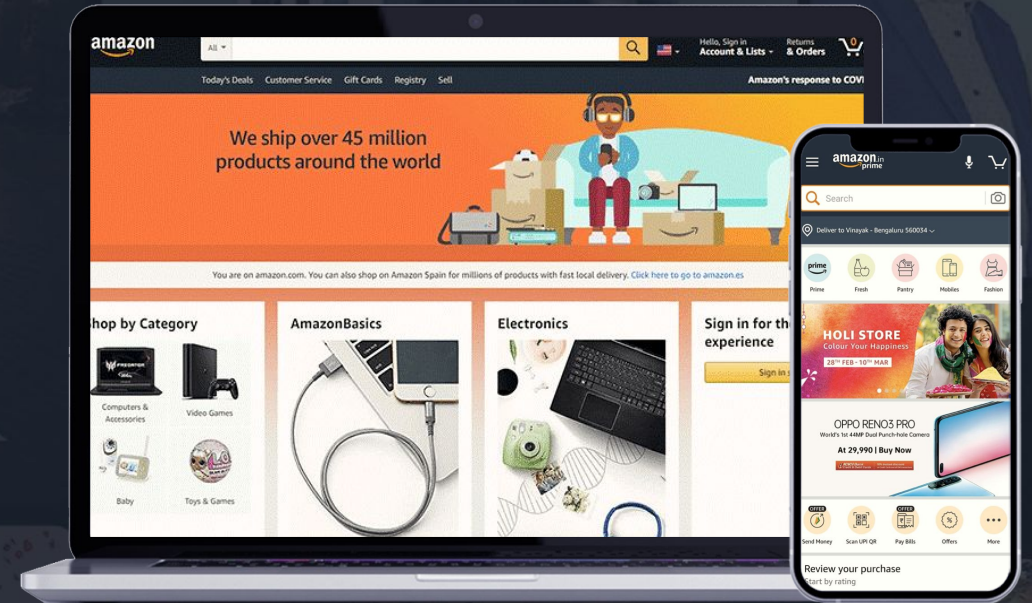 amazon
All
Hello, Sign in
Account & Lists
Returns
& Orders
0
Today's Deals Customer Service Gift Cards Registry Sell
Amazon's response to COVI
We ship over 45 million
products around the world
You are on amazon.com. You can also shop on Amazon Spain for millions of products with fast local delivery. Click here to go to amazon.es
hop by Category
PREDATOR
Computers &
Accessories
Video Games
Baby
Toys & Games
AmazonBasics
Electronics
Sign in for th
experience
Sign in s
amazon.in
prime
Search
Deliver to Vinayak - Bengaluru 560034
prime
Prime Fresh Pantry Mobiles Fashion
HOLI STORE
Colour Your Happiness
28TH FEB - 10TH MAR
OPPO RENO3 PRO
World's 1st 44MP Dual Punch-hole Camera
At 29,990 | Buy Now
OFFER
OFFER
Send Money Scan UPI QR Pay Bills Offers More
Review your purchase
Start by rating